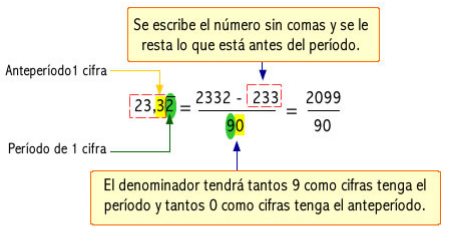 Se escribe el número sin comas y se le
resta lo que está antes del período.
Anteperíodo1 cifra
23,32̅ = 2332 - 233 / 90 = 2099 / 90
Período de 1 cifra
El denominador tendrá tantos 9 como cifras tenga el
período y tantos 0 como cifras tenga el anteperíodo.